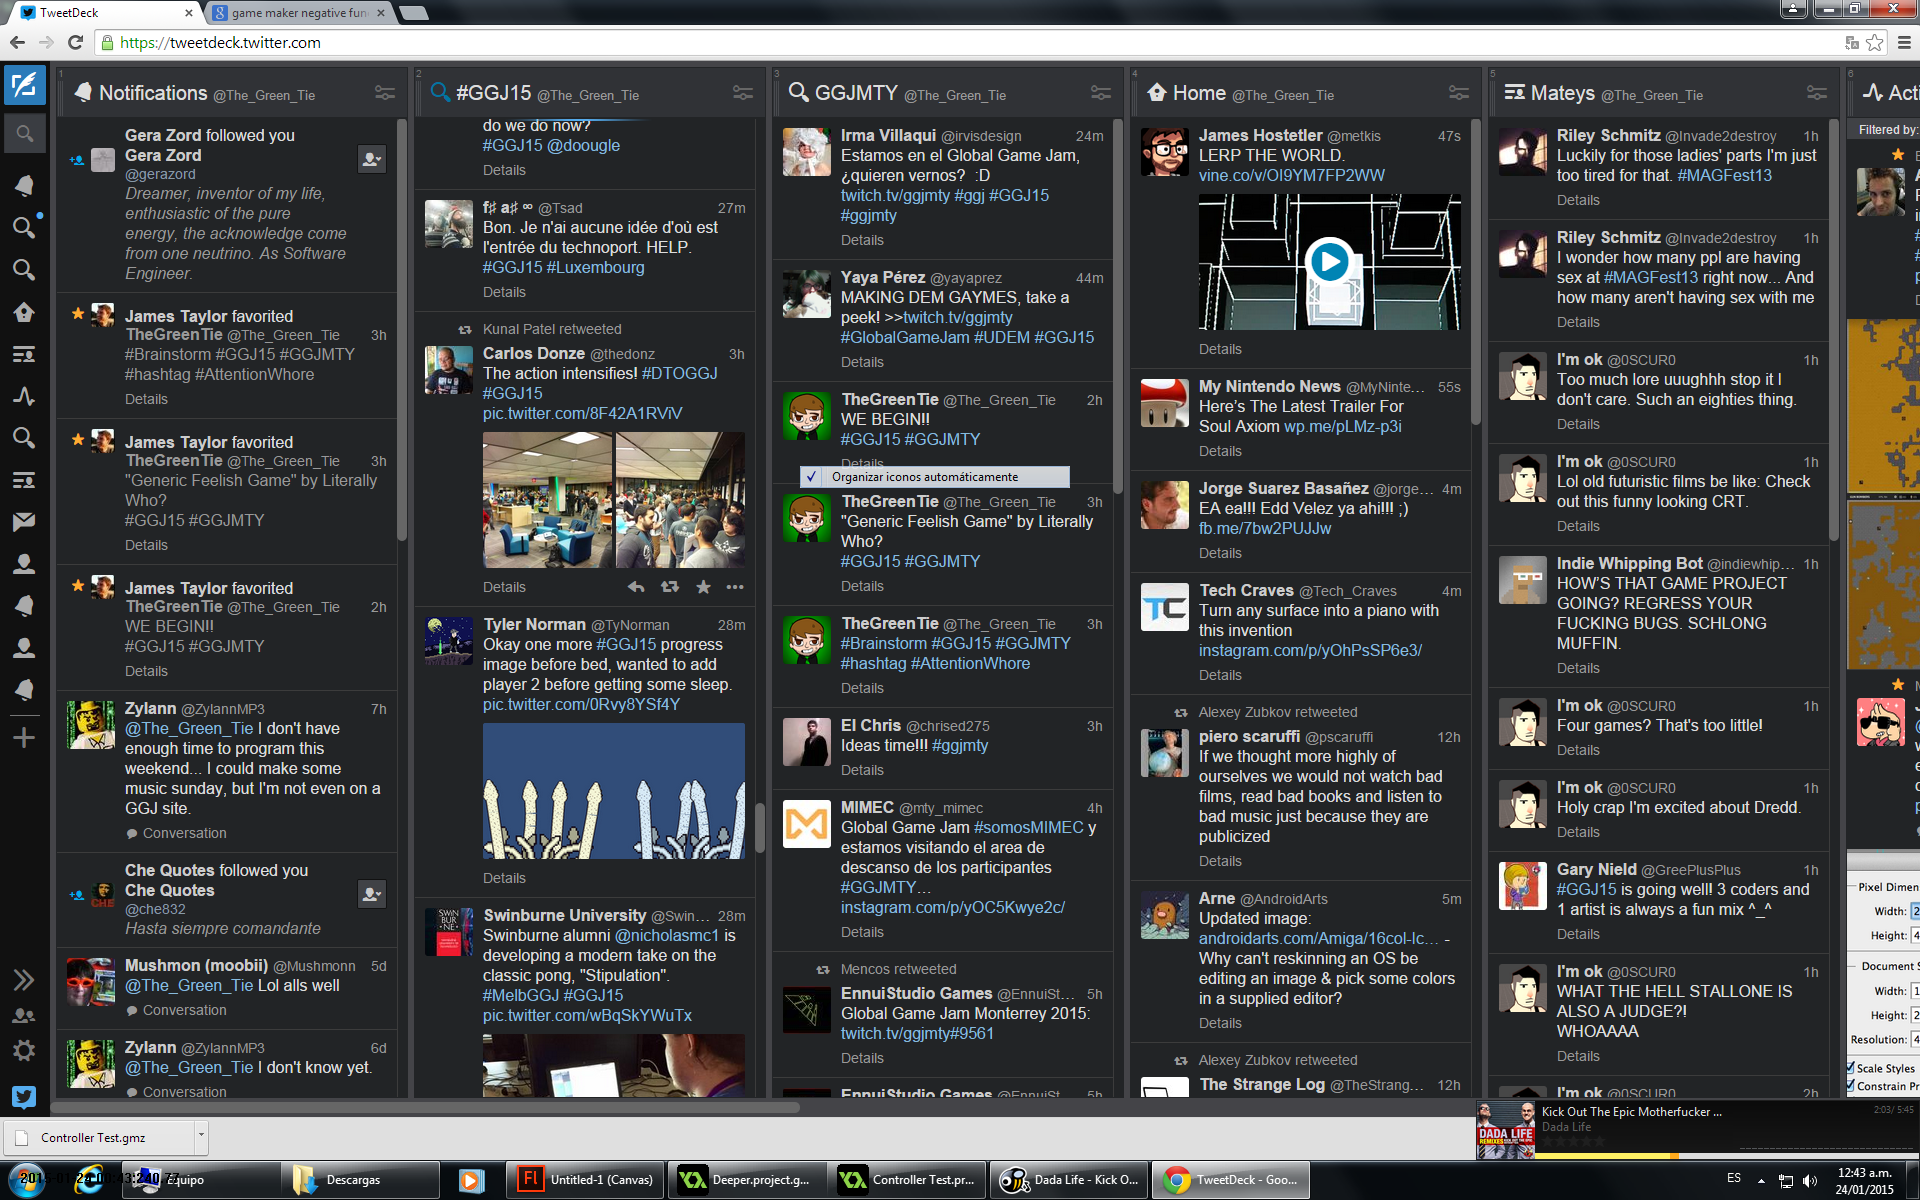 TweetDeck
game maker negative fun
https://tweetdeck.twitter.com
1
Notifications @The_Green_Tie
Gera Zord followed you
Gera Zord
@gerazord
Dreamer, inventor of my life,
enthusiastic of the pure
energy, the acknowledge come
from one neutrino. As Software
Engineer.
James Taylor favorited
TheGreenTie @The_Green_Tie 3h
#Brainstorm #GGJ15 #GGJMTY
#hashtag #AttentionWhore
Details
James Taylor favorited
TheGreenTie @The_Green_Tie 3h
"Generic Feelish Game" by Literally
Who?
#GGJ15 #GGJMTY
Details
James Taylor favorited
TheGreenTie @The_Green_Tie 2h
WE BEGIN!!
#GGJ15 #GGJMTY
Details
Zylann @ZylannMP3 7h
@The_Green_Tie I don't have
enough time to program this
weekend... I could make some
music sunday, but I'm not even on a
GGJ site.
Conversation
Che Quotes followed you
Che Quotes
@che832
Hasta siempre comandante
Mushmon (moobii) @Mushmonn 5d
@The_Green_Tie Lol alls well
Conversation
Zylann @ZylannMP3 6d
@The_Green_Tie I don't know yet.
Conversation
2
#GGJ15 @The_Green_Tie
do we do now?
#GGJ15 @doougle
Details
f♯ a♯ ∞ @Tsad 27m
Bon. Je n'ai aucune idée d'où est
l'entrée du technoport. HELP.
#GGJ15 #Luxembourg
Details
Kunal Patel retweeted
Carlos Donze @thedonz 3h
The action intensifies! #DTOGGJ
#GGJ15
pic.twitter.com/8F42A1RViV
Details
Tyler Norman @TyNorman 28m
Okay one more #GGJ15 progress
image before bed, wanted to add
player 2 before getting some sleep.
pic.twitter.com/0Rvy8YSf4Y
Details
SWIN
BUR
NE
Swinburne University @Swin... 28m
Swinburne alumni @nicholasmc1 is
developing a modern take on the
classic pong, "Stipulation".
#MelbGGJ #GGJ15
pic.twitter.com/wBqSkYWuTx
3
GGJMTY @The_Green_Tie
Irma Villaqui @irvisdesign 24m
Estamos en el Global Game Jam,
¿quieren vernos? :D
twitch.tv/ggjmty #ggj #GGJ15
#ggjmty
Details
Yaya Pérez @yayaprez 44m
MAKING DEM GAYMES, take a
peek! >>twitch.tv/ggjmty
#GlobalGameJam #UDEM #GGJ15
Details
TheGreenTie @The_Green_Tie 2h
WE BEGIN!!
#GGJ15 #GGJMTY
Details
Organizar iconos automáticamente
TheGreenTie @The_Green_Tie 3h
"Generic Feelish Game" by Literally
Who?
#GGJ15 #GGJMTY
Details
TheGreenTie @The_Green_Tie 3h
#Brainstorm #GGJ15 #GGJMTY
#hashtag #AttentionWhore
Details
El Chris @chrised275 3h
Ideas time!!! #ggjmty
Details
MIMEC @mty_mimec 4h
Global Game Jam #somosMIMEC y
estamos visitando el area de
descanso de los participantes
#GGJMTY...
instagram.com/p/yOC5Kwye2c/
Details
Mencos retweeted
EnnuiStudio Games @EnnuiSt... 5h
Global Game Jam Monterrey 2015:
twitch.tv/ggjmty#9561
Details
EnnuiStudio Games @EnnuiSt... 5h
4
Home @The_Green_Tie
James Hostetler @metkis 47s
LERP THE WORLD.
vine.co/v/OI9YM7FP2WW
Details
My Nintendo News @MyNinte... 55s
Here's The Latest Trailer For
Soul Axiom wp.me/pLMz-p3i
Details
Jorge Suarez Basañez @jorge... 4m
EA ea!!! Edd Velez ya ahi!!! ;)
fb.me/7bw2PUJJw
Details
TC
Tech Craves @Tech_Craves 4m
Turn any surface into a piano with
this invention
instagram.com/p/yOhPsSP6e3/
Details
Alexey Zubkov retweeted
piero scaruffi @pscaruffi 12h
If we thought more highly of
ourselves we would not watch bad
films, read bad books and listen to
bad music just because they are
publicized
Details
Arne @AndroidArts 5m
Updated image:
androidarts.com/Amiga/16col-Ic... -
Why can't reskinning an OS be
editing an image & pick some colors
in a supplied editor?
Details
Alexey Zubkov retweeted
The Strange Log @TheStrang... 12h
5
Mateys @The_Green_Tie
Riley Schmitz @Invade2destroy 1h
Luckily for those ladies' parts I'm just
too tired for that. #MAGFest13
Details
Riley Schmitz @Invade2destroy 1h
I wonder how many ppl are having
sex at #MAGFest13 right now... And
how many aren't having sex with me
Details
I'm ok @0SCUR0 1h
Too much lore uuughhh stop it I
don't care. Such an eighties thing.
Details
I'm ok @0SCUR0 1h
Lol old futuristic films be like: Check
out this funny looking CRT.
Details
Indie Whipping Bot @indiewhip... 1h
HOW'S THAT GAME PROJECT
GOING? REGRESS YOUR
FUCKING BUGS. SCHLONG
MUFFIN.
Details
I'm ok @0SCUR0 1h
Four games? That's too little!
Details
I'm ok @0SCUR0 1h
Holy crap I'm excited about Dredd.
Details
Gary Nield @GreePlusPlus 1h
#GGJ15 is going well! 3 coders and
1 artist is always a fun mix ^_^
Details
I'm ok @0SCUR0 1h
WHAT THE HELL STALLONE IS
ALSO A JUDGE?!
WHOAAAA
Details
I'm ok @0SCUR0 2h
6
Acti
Filtered by:
Pixel Dimen
Width: 2
Height: 4
Document S
Width: 1
Height: 2
Resolution: 4
Scale Styles
Constrain Pr
DADA LIFE
Kick Out The Epic Motherfucker ...
Dada Life
2:03/ 5:45
Controller Test.gmz
Equipo
Descargas
Untitled-1 (Canvas)
Deeper.project.g...
Controller Test.pr...
Dada Life - Kick O...
TweetDeck - Goo...
ES
12:43 a.m.
24/01/2015